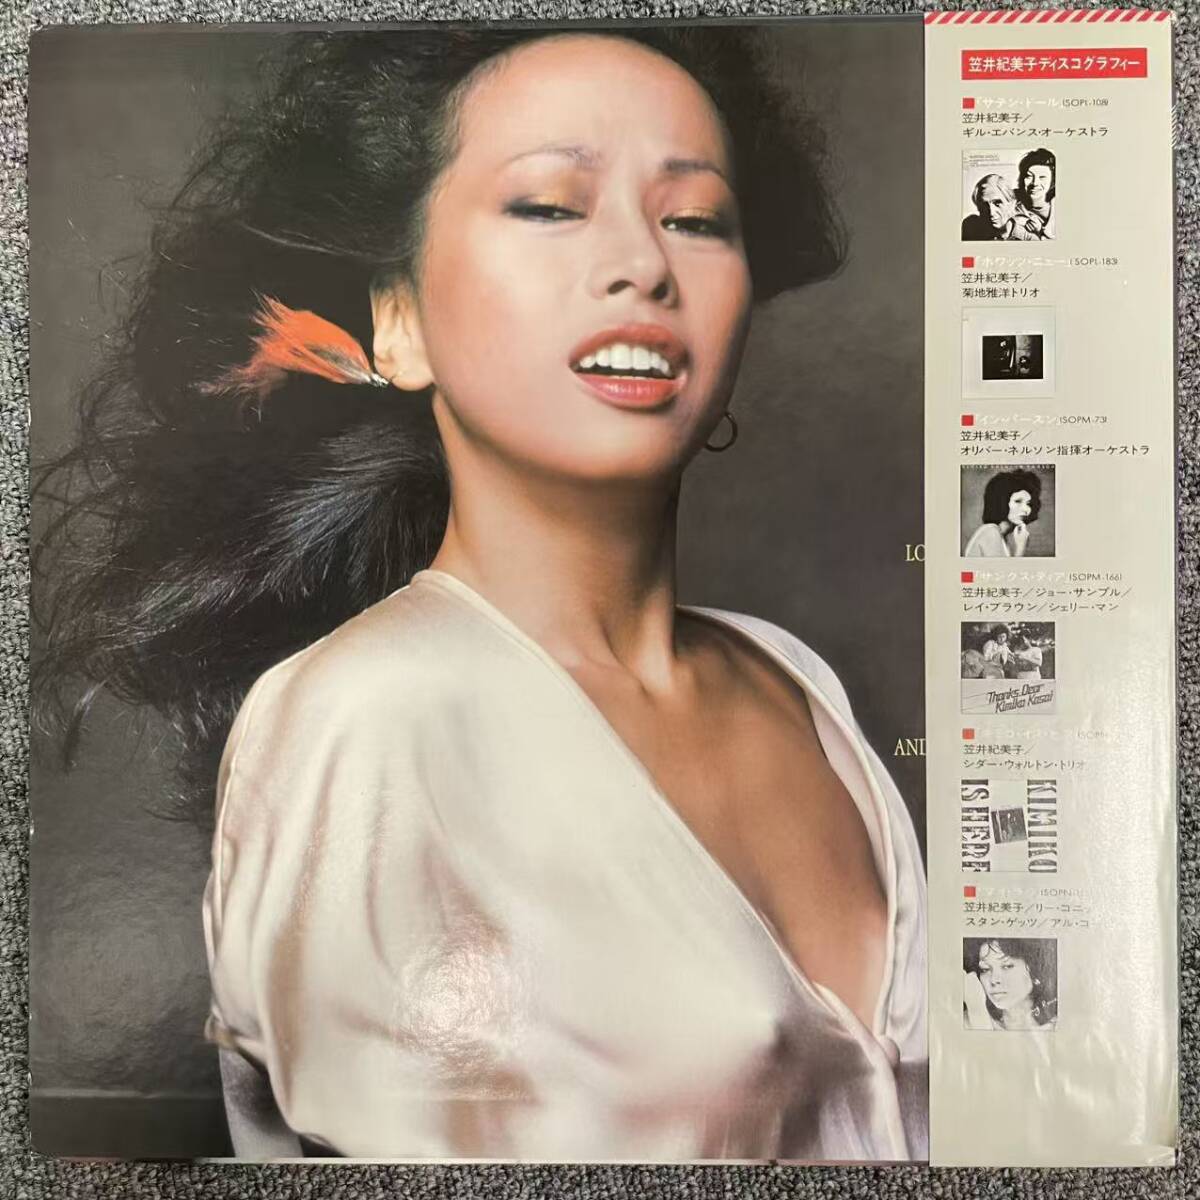 笠井紀美子ディスコグラフィー
『サテン・ドール』(SOPL-108)
笠井紀美子/
ギル・エバンス・オーケストラ
『ホワッツ・ニュー』(SOPL-183)
笠井紀美子/
菊地雅洋トリオ
『イン・パースン』(SOPM-73)
笠井紀美子/
オリバー・ネルソン指揮オーケストラ
LO
『サンクス・ディア』(SOPM-166)
笠井紀美子/ジョー・サンプル/
レイ・ブラウン/シェリー・マン
Thanks, Dear
Kimiko Kasai
AND
笠井紀美子/
シダー・ウォルトン・トリオ
KIMIKO
IS HERE
笠井紀美子/リー・コニッ
スタン・ゲッツ/アル・コ